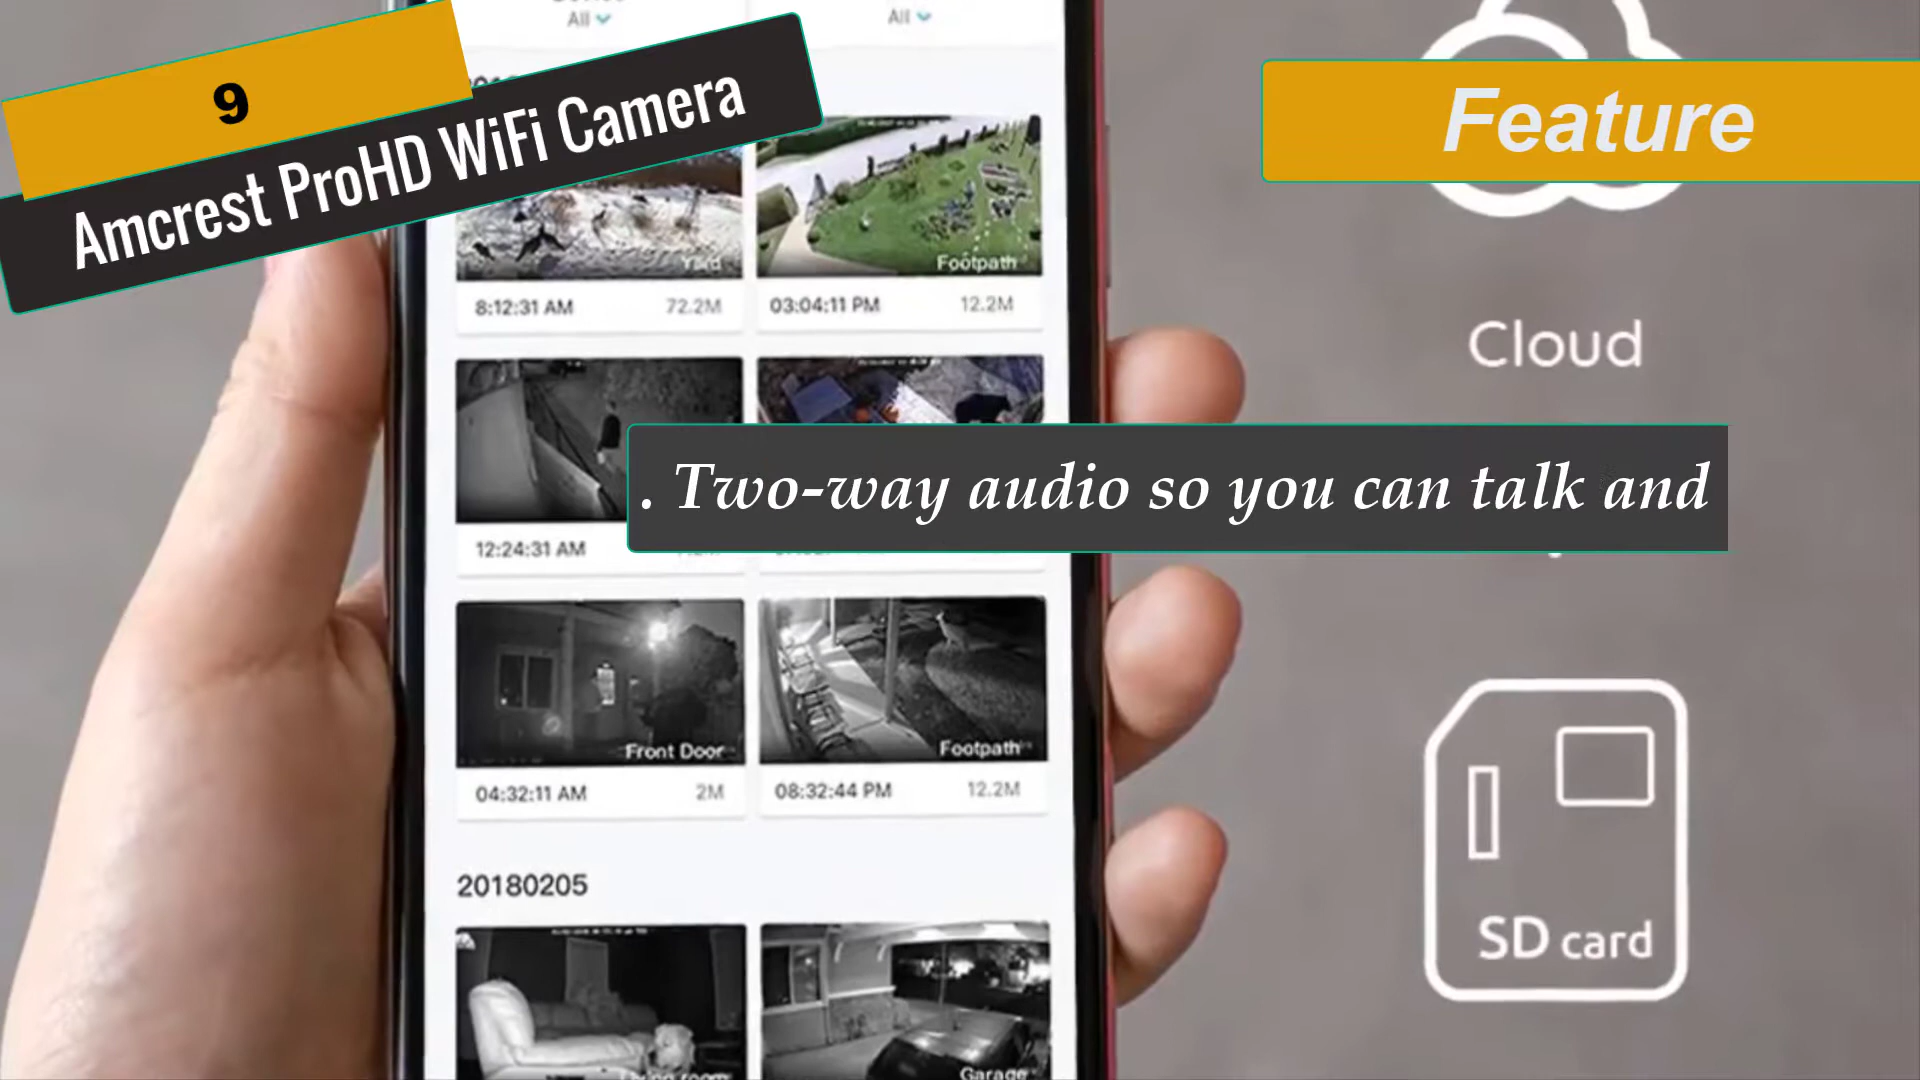 All All
9
Amcrest ProHD WiFi Camera
Feature
Yard
Footpath
8:12:31 AM 72.2M
03:04:11 PM 12.2M
Cloud
. Two-way audio so you can talk and
12:24:31 AM
Front Door
Footpath
04:32:11 AM 2M
08:32:44 PM 12.2M
20180205
SD card
Living room
Garage